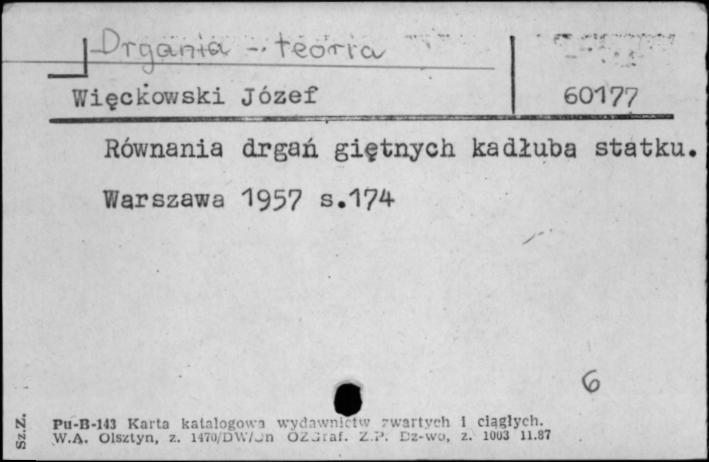 Drgania - teoria
Więckowski Józef 60177
Równania drgań giętnych kadłuba statku.
Warszawa 1957 s.174
6
Sz.Z.
Pu-B-143 Karta katalogowa wydawnictw zwartych i ciągłych.
W.A. Olsztyn, z. 1470/DW/Jn OZGraf. Z.P. Dz-wo, z. 1003 11.87